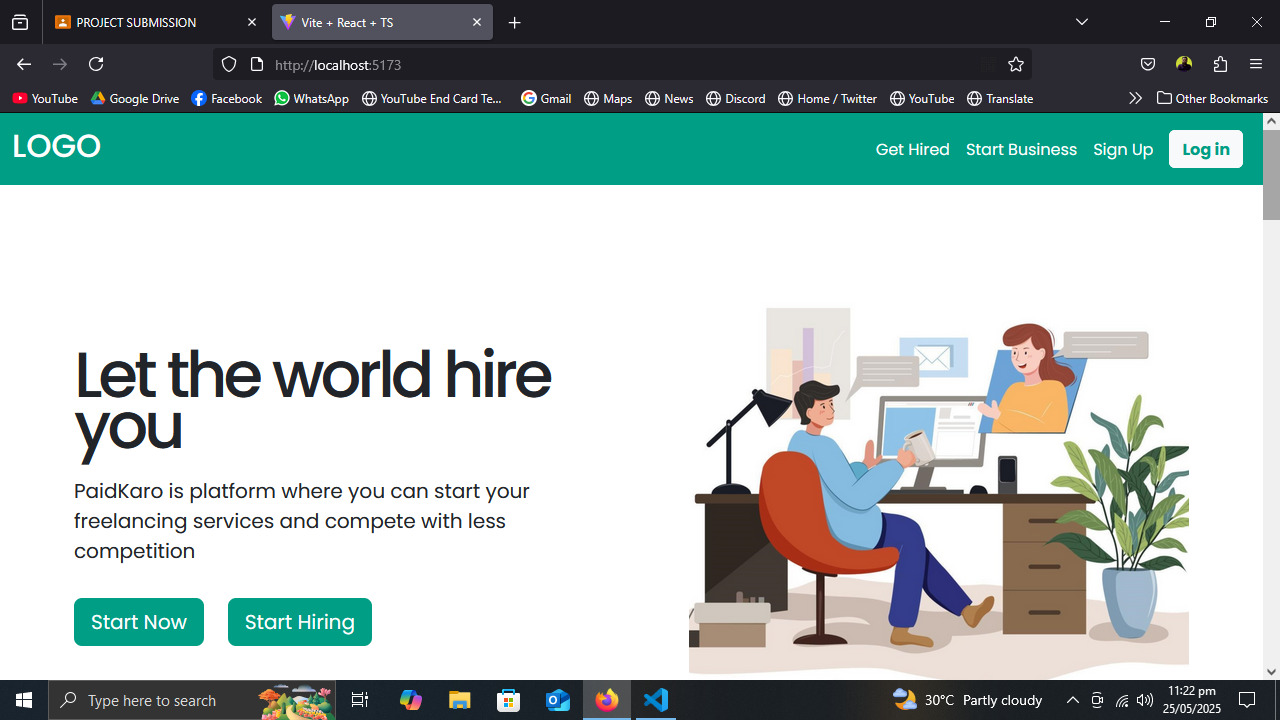 PROJECT SUBMISSION
Vite + React + TS
http://localhost:5173
YouTube
Google Drive
Facebook
WhatsApp
YouTube End Card Te...
Gmail
Maps
News
Discord
Home / Twitter
YouTube
Translate
Other Bookmarks
LOGO
Get Hired
Start Business
Sign Up
Log in
Let the world hire
you
PaidKaro is platform where you can start your
freelancing services and compete with less
competition
Start Now
Start Hiring
Type here to search
30°C Partly cloudy
11:22 pm
25/05/2025